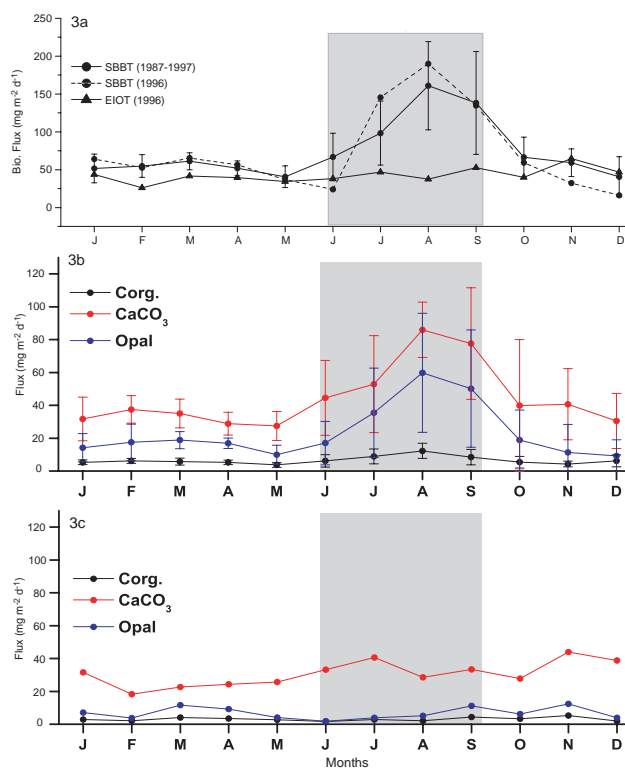 3a
250
200
150
100
50
0
Bio. Flux (mg m⁻² d⁻¹)
SBBT (1987-1997)
SBBT (1996)
EIOT (1996)
J F M A M J J A S O N D
3b
120
100
80
60
40
20
0
Flux (mg m⁻² d⁻¹)
Corg.
CaCO₃
Opal
J F M A M J J A S O N D
3c
120
100
80
60
40
20
0
Flux (mg m⁻² d⁻¹)
Corg.
CaCO₃
Opal
J F M A M J J A S O N D
Months